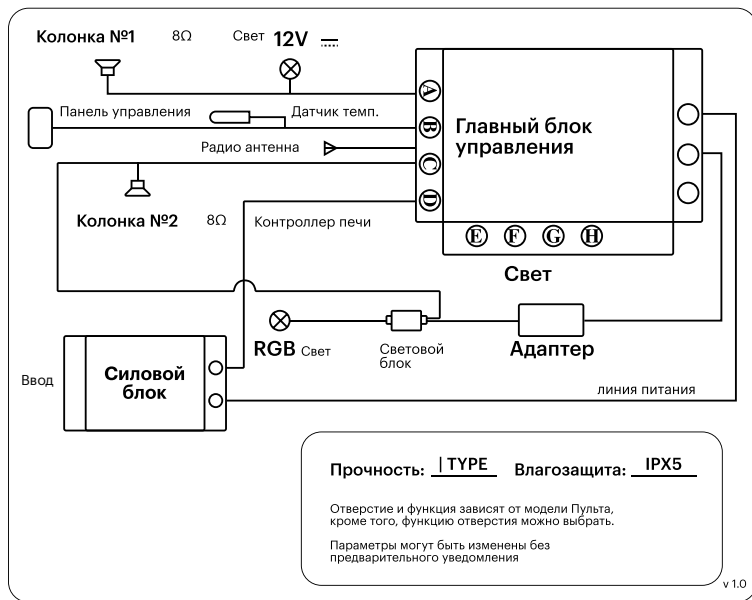 Колонка №1 8Ω Свет 12V
Панель управления Датчик темп.
Радио антенна
Колонка №2 8Ω Контроллер печи
A
B
C
D
Главный блок
управления
E F G H
Свет
RGB Свет
Световой
блок
Адаптер
Ввод
Силовой
блок
линия питания
Прочность: | TYPE Влагозащита: IPX5
Отверстие и функция зависят от модели Пульта,
кроме того, функцию отверстия можно выбрать.
Параметры могут быть изменены без
предварительного уведомления
v 1.0